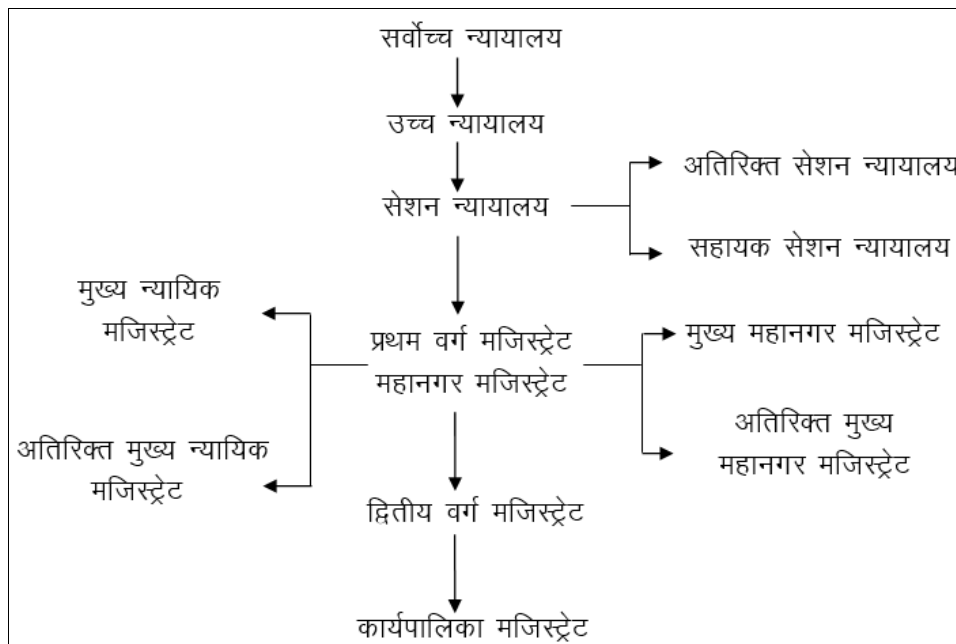 सर्वोच्च न्यायालय
उच्च न्यायालय
सेशन न्यायालय
अतिरिक्त सेशन न्यायालय
सहायक सेशन न्यायालय
मुख्य न्यायिक
मजिस्ट्रेट
प्रथम वर्ग मजिस्ट्रेट
महानगर मजिस्ट्रेट
मुख्य महानगर मजिस्ट्रेट
अतिरिक्त मुख्य न्यायिक
मजिस्ट्रेट
अतिरिक्त मुख्य
महानगर मजिस्ट्रेट
द्वितीय वर्ग मजिस्ट्रेट
कार्यपालिका मजिस्ट्रेट